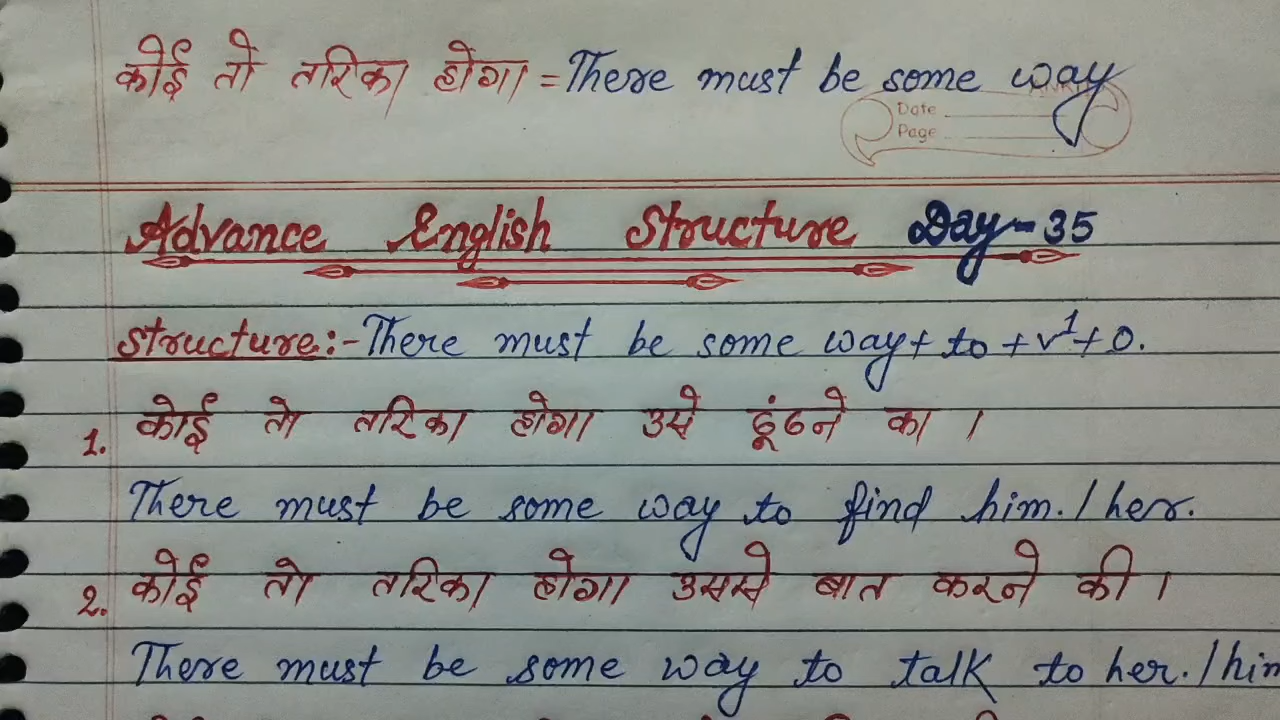 कोई तो तरिका होगा = There must be some way
Date
Page
Advance English Structure Day-35
Structure:- There must be some way + to + v¹ + O.
1. कोई तो तरिका होगा उसे ढूंढने का ।
There must be some way to find him. / her.
2. कोई तो तरिका होगा उससे बात करने की ।
There must be some way to talk to her. / him